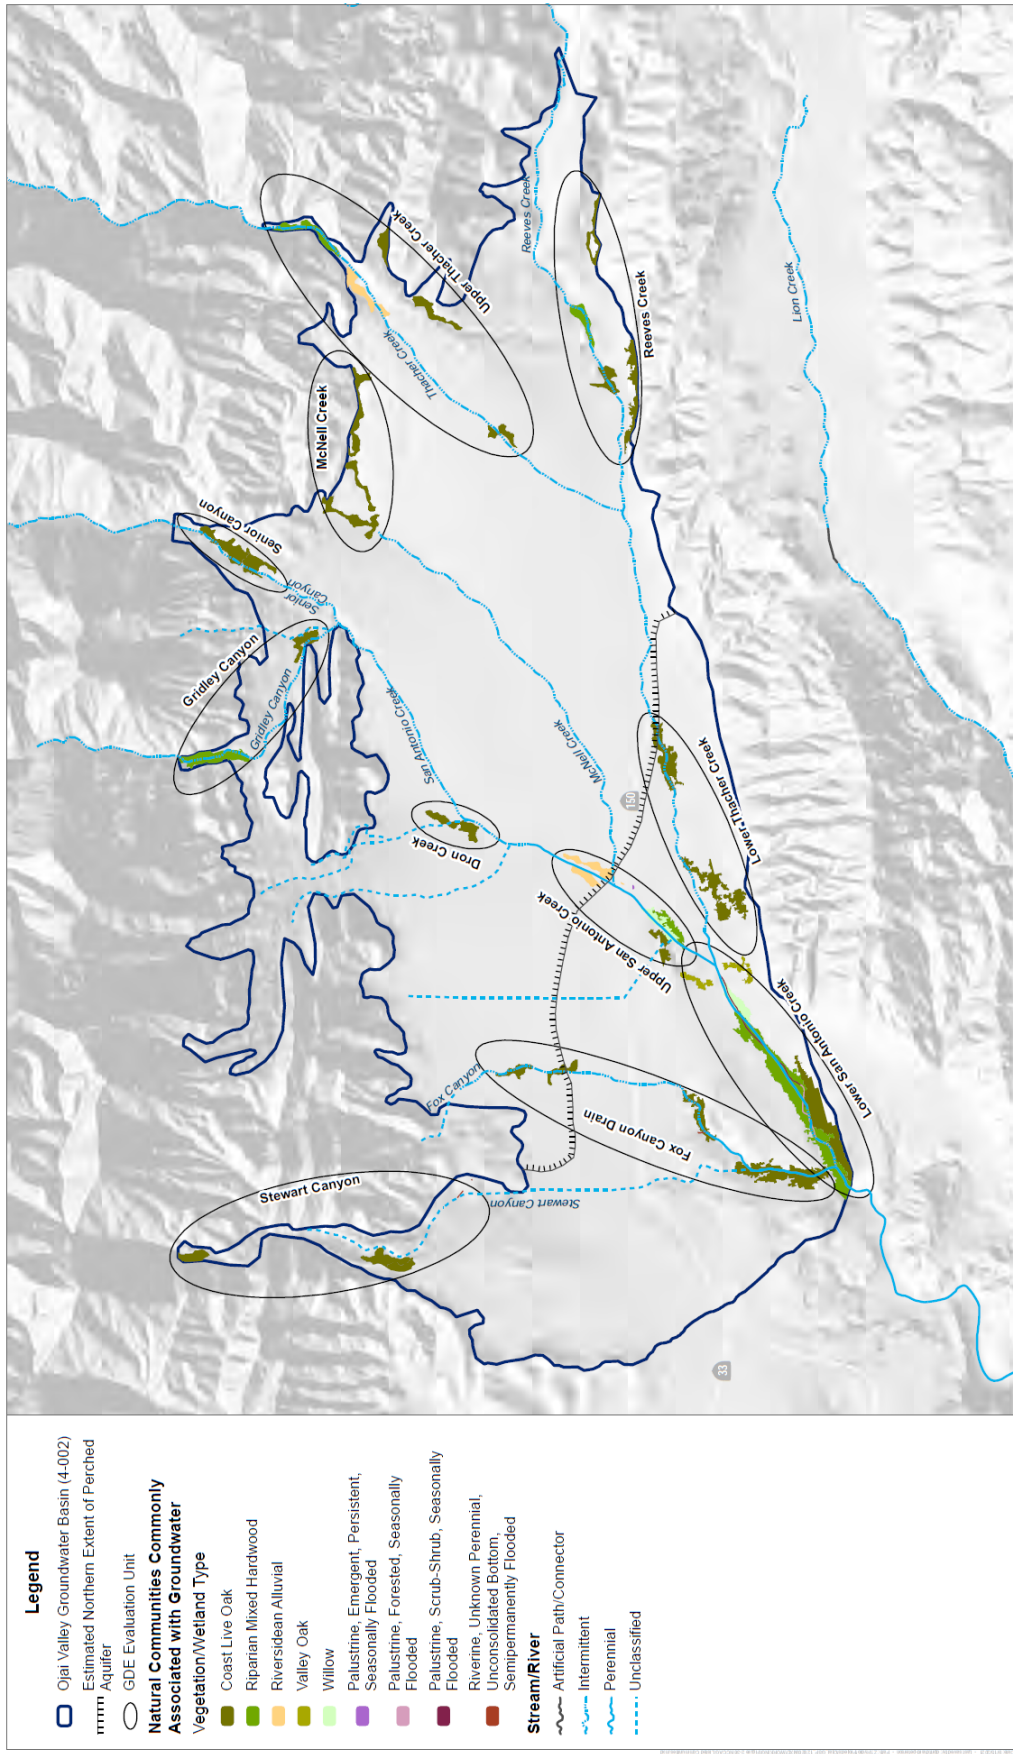 Legend
Ojai Valley Groundwater Basin (4-002)
Estimated Northern Extent of Perched
Aquifer
GDE Evaluation Unit
Natural Communities Commonly
Associated with Groundwater
Vegetation/Wetland Type
Coast Live Oak
Riparian Mixed Hardwood
Riversidean Alluvial
Valley Oak
Willow
Palustrine, Emergent, Persistent,
Seasonally Flooded
Palustrine, Forested, Seasonally
Flooded
Palustrine, Scrub-Shrub, Seasonally
Flooded
Riverine, Unknown Perennial,
Unconsolidated Bottom,
Semipermanently Flooded
Stream/River
Artificial Path/Connector
Intermittent
Perennial
Unclassified
Stewart Canyon
Stewart Canyon
Fox Canyon
Fox Canyon Drain
Gridley Canyon
Gridley Canyon
Senior Canyon
Senior
Canyon
McNell Creek
McNell Creek
San Antonio Creek
Dron Creek
Upper San Antonio Creek
Lower San Antonio Creek
Lower Thacher Creek
Upper Thacher Creek
Thacher Creek
Reeves Creek
Reeves Creek
Lion Creek
150
33